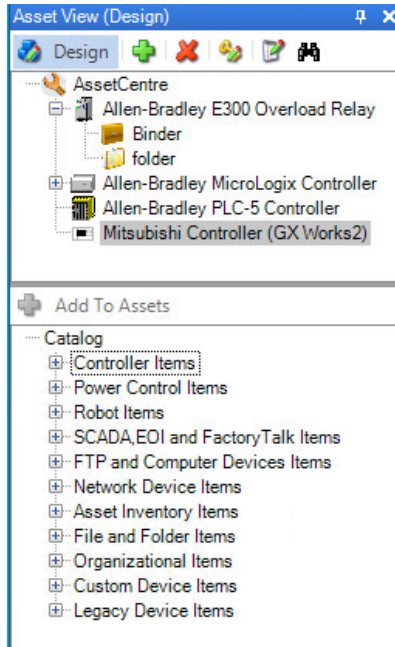 Asset View (Design)
Design
AssetCentre
Allen-Bradley E300 Overload Relay
Binder
folder
Allen-Bradley MicroLogix Controller
Allen-Bradley PLC-5 Controller
Mitsubishi Controller (GX Works2)
Add To Assets
Catalog
Controller Items
Power Control Items
Robot Items
SCADA,EOI and FactoryTalk Items
FTP and Computer Devices Items
Network Device Items
Asset Inventory Items
File and Folder Items
Organizational Items
Custom Device Items
Legacy Device Items